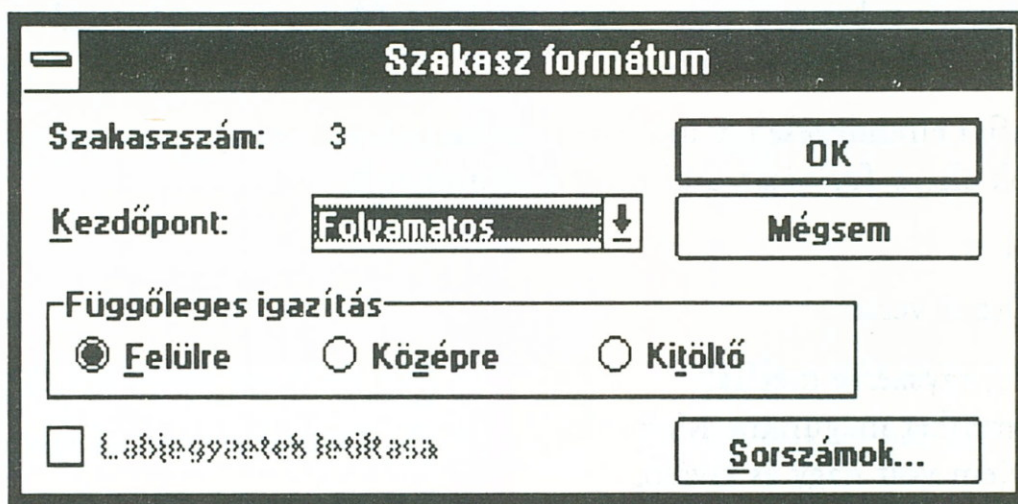 Szakasz formátum
Szakaszszám: 3
OK
Kezdőpont: Folyamatos
Mégsem
Függőleges igazítás
Felülre Középre Kitöltő
Lábjegyzetek letiltása
Sorszámok...